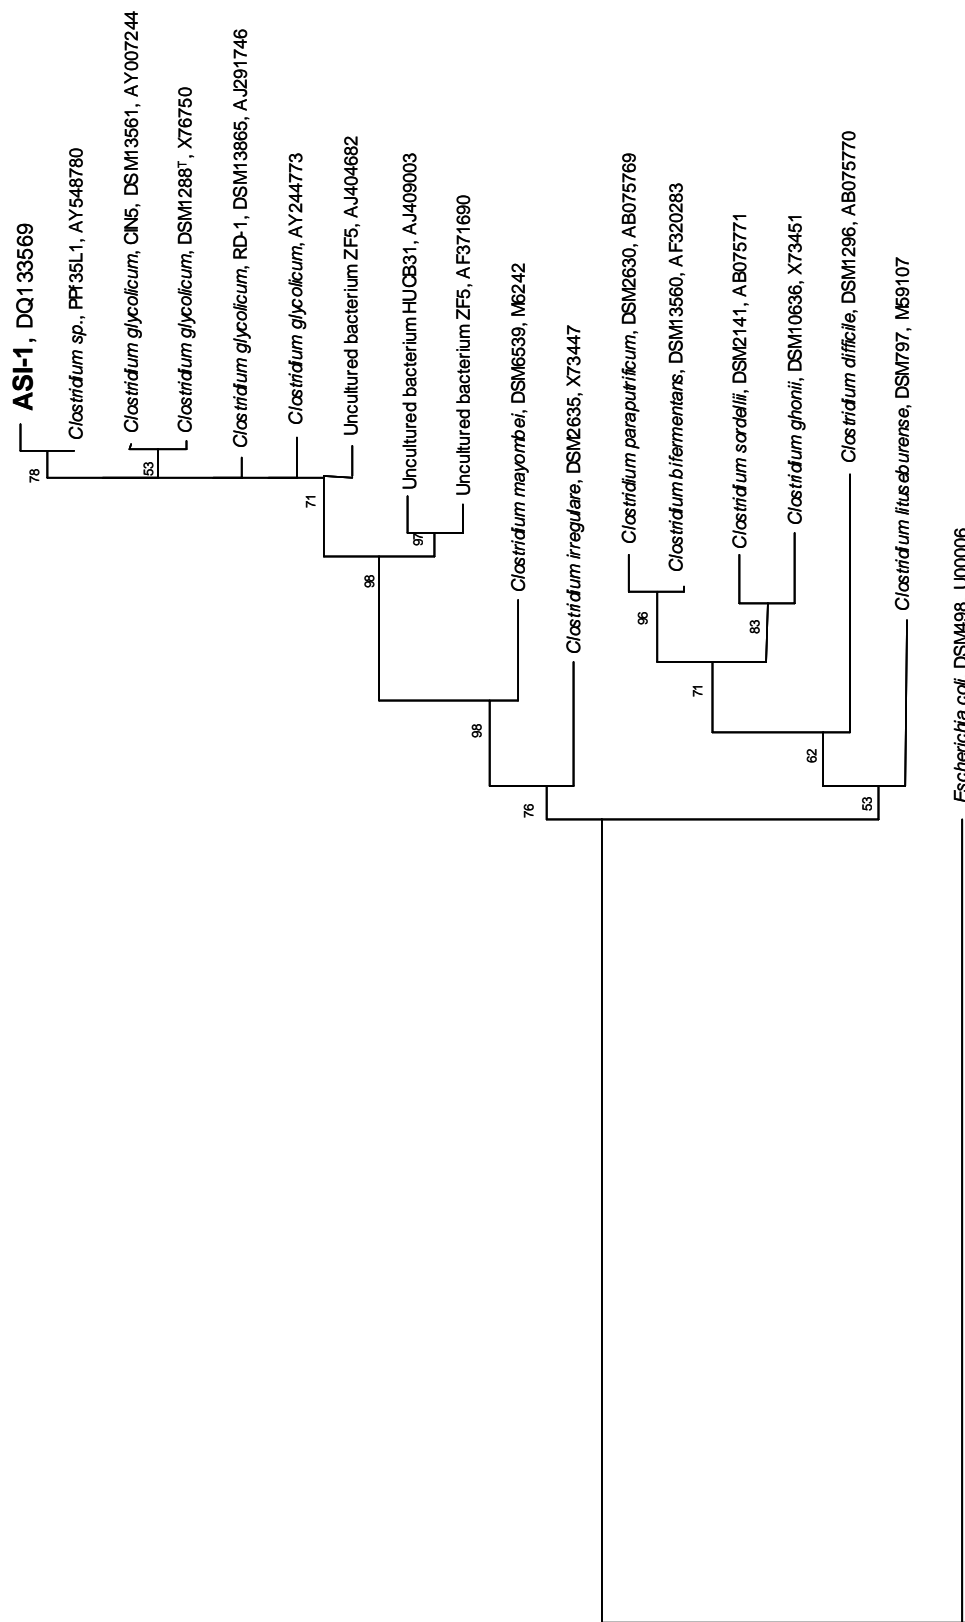 ASI-1, DQ133569
Clostridium sp., PPf35L1, AY548780
Clostridium glycolicum, CIN5, DSM13561, AY007244
Clostridium glycolicum, DSM1288T, X76750
Clostridium glycolicum, RD-1, DSM13865, AJ291746
Clostridium glycolicum, AY244773
Uncultured bacterium ZF5, AJ404682
Uncultured bacterium HUCB31, AJ409003
Uncultured bacterium ZF5, AF371690
Clostridium mayombei, DSM6539, M6242
Clostridium irregulare, DSM2635, X73447
Clostridium paraputrificum, DSM2630, AB075769
Clostridium bifermentans, DSM13560, AF320283
Clostridium sordellii, DSM2141, AB075771
Clostridium ghonii, DSM10636, X73451
Clostridium difficile, DSM1296, AB075770
Clostridium lituseburense, DSM797, M59107
Escherichia coli, DSM498, U00006
78
53
71
97
98
98
76
96
83
71
62
53